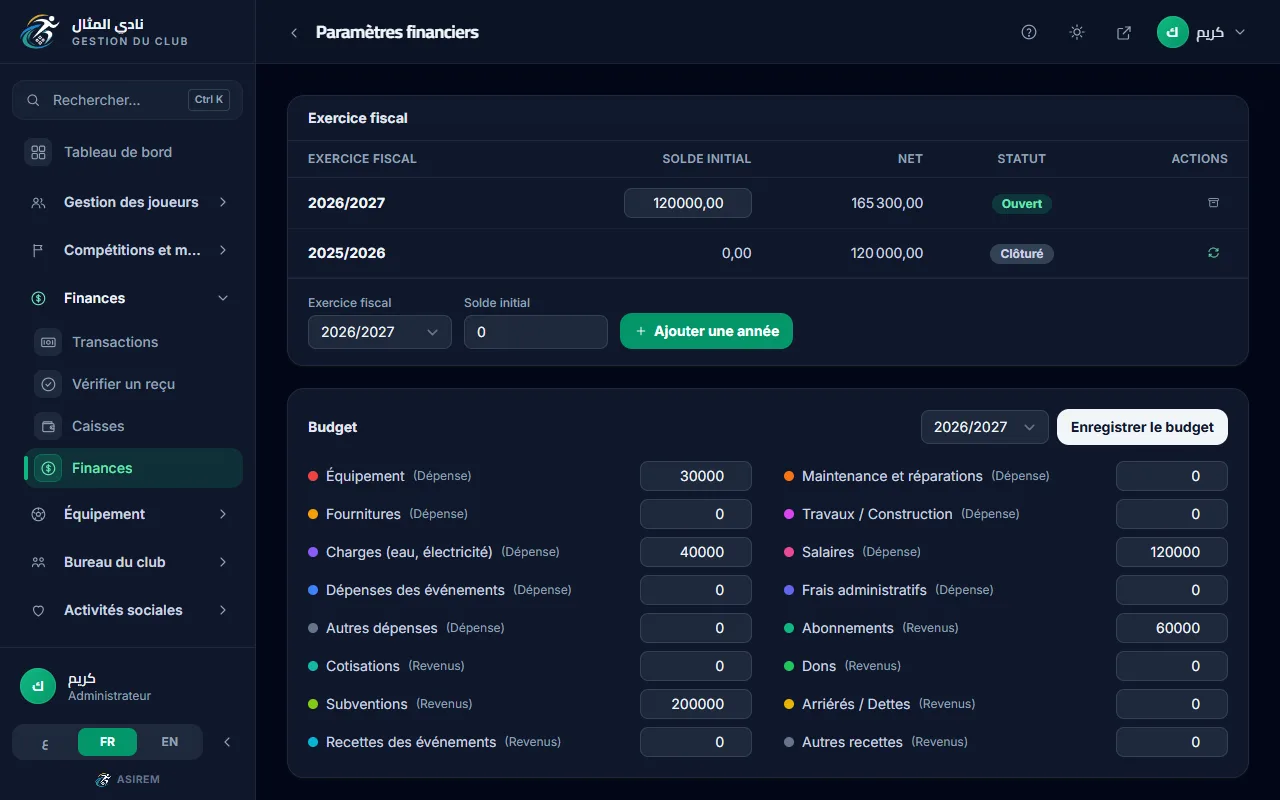 نادي المثال
GESTION DU CLUB
Rechercher...
Ctrl K
Tableau de bord
Gestion des joueurs
Compétitions et m...
Finances
Transactions
Vérifier un reçu
Caisses
Finances
Équipement
Bureau du club
Activités sociales
ك
كريم
Administrateur
ع
FR
EN
ASIREM
Paramètres financiers
ك
كريم
Exercice fiscal
EXERCICE FISCAL SOLDE INITIAL NET STATUT ACTIONS
2026/2027 120000,00 165 300,00 Ouvert
2025/2026 0,00 120 000,00 Clôturé
Exercice fiscal Solde initial
2026/2027 0 + Ajouter une année
Budget 2026/2027 Enregistrer le budget
Équipement (Dépense) 30000 Maintenance et réparations (Dépense) 0
Fournitures (Dépense) 0 Travaux / Construction (Dépense) 0
Charges (eau, électricité) (Dépense) 40000 Salaires (Dépense) 120000
Dépenses des événements (Dépense) 0 Frais administratifs (Dépense) 0
Autres dépenses (Dépense) 0 Abonnements (Revenus) 60000
Cotisations (Revenus) 0 Dons (Revenus) 0
Subventions (Revenus) 200000 Arriérés / Dettes (Revenus) 0
Recettes des événements (Revenus) 0 Autres recettes (Revenus) 0